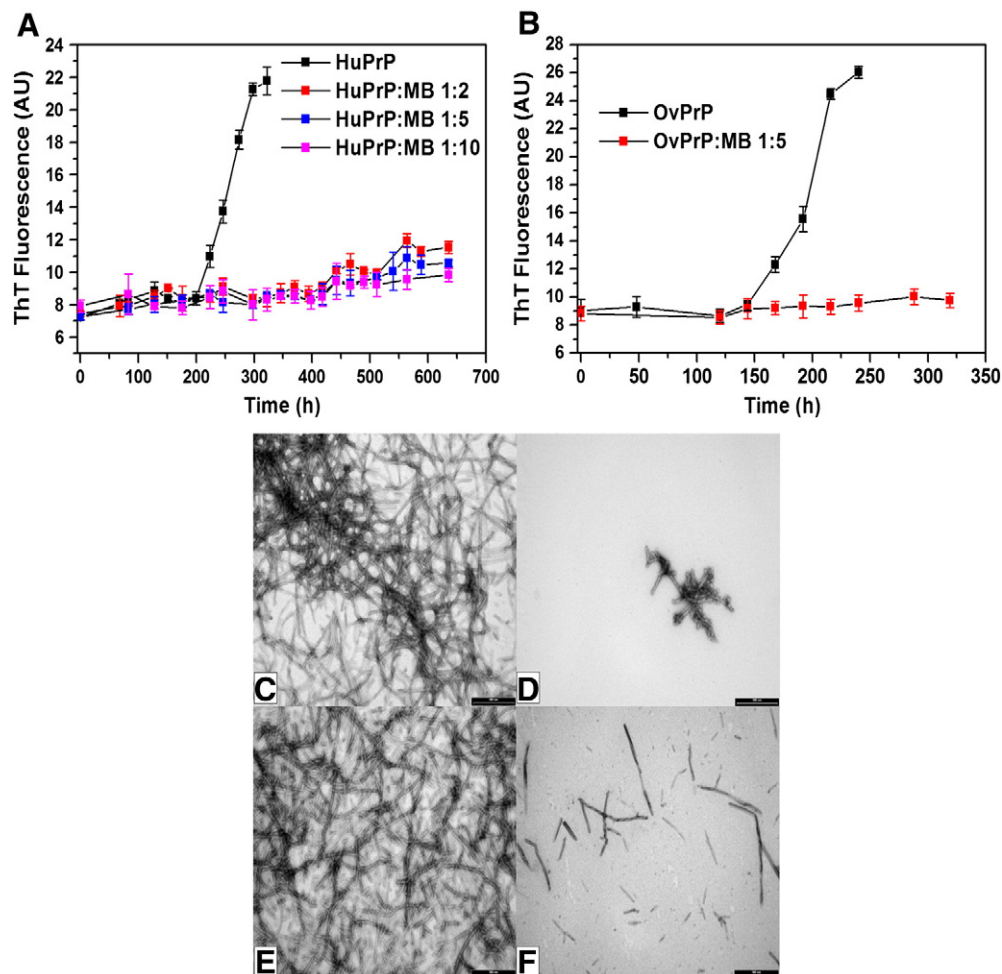 A
ThT Fluorescence (AU)
22
20
18
16
14
12
10
8
6
0 100 200 300 400 500 600 700
Time (h)
HuPrP
HuPrP:MB 1:2
HuPrP:MB 1:5
HuPrP:MB 1:10
B
ThT Fluorescence (AU)
28
26
24
22
20
18
16
14
12
10
8
6
0 50 100 150 200 250 300 350
Time (h)
OvPrP
OvPrP:MB 1:5
C
D
E
F